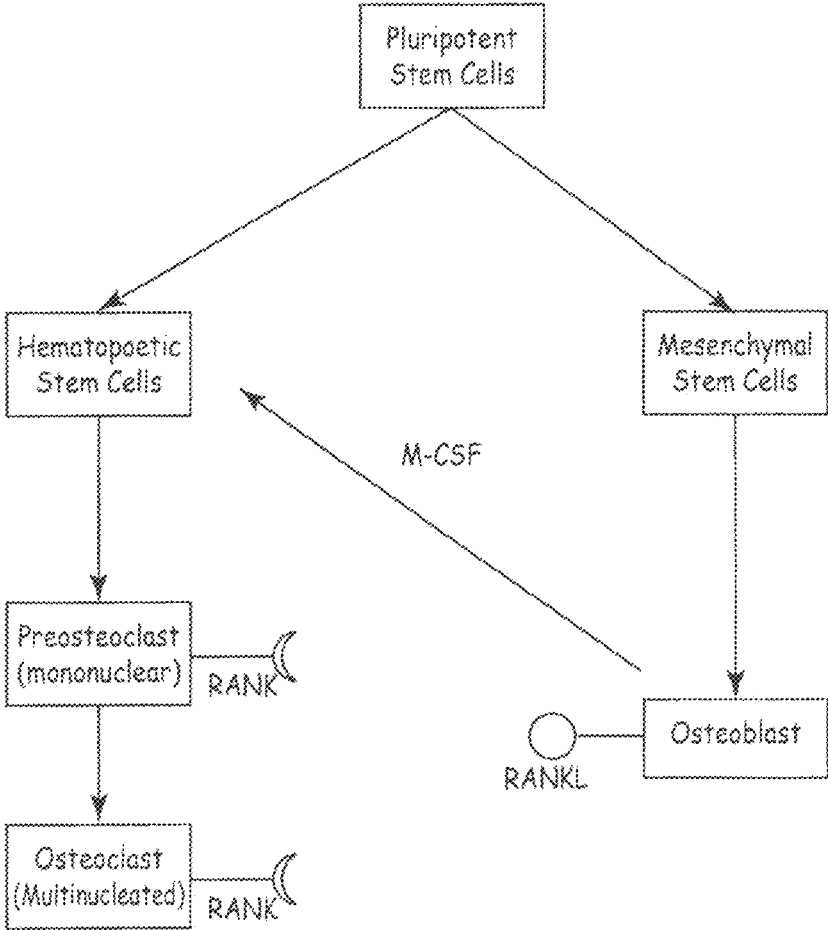 Pluripotent
Stem Cells
Hematopoetic
Stem Cells
Mesenchymal
Stem Cells
M-CSF
Preosteoclast
(mononuclear)
RANK
Osteoblast
RANKL
Osteoclast
(Multinucleated)
RANK